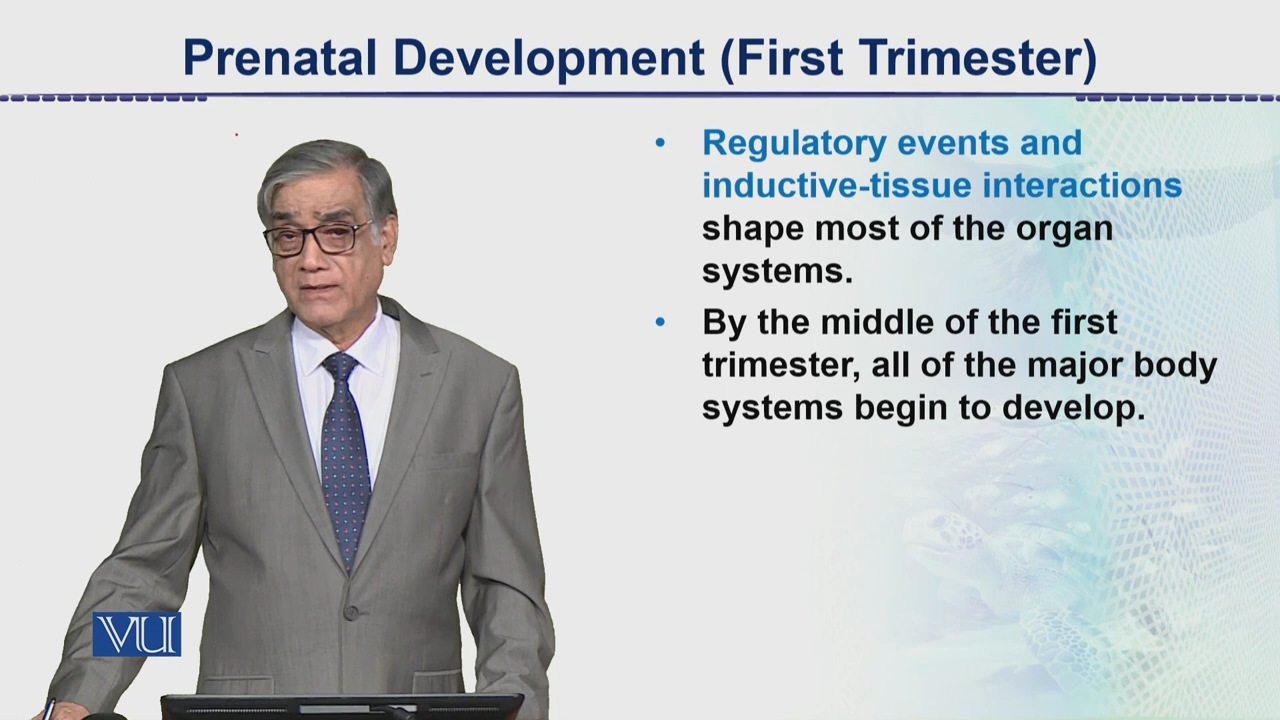 Prenatal Development (First Trimester)
• Regulatory events and
inductive-tissue interactions
shape most of the organ
systems.
• By the middle of the first
trimester, all of the major body
systems begin to develop.
VU